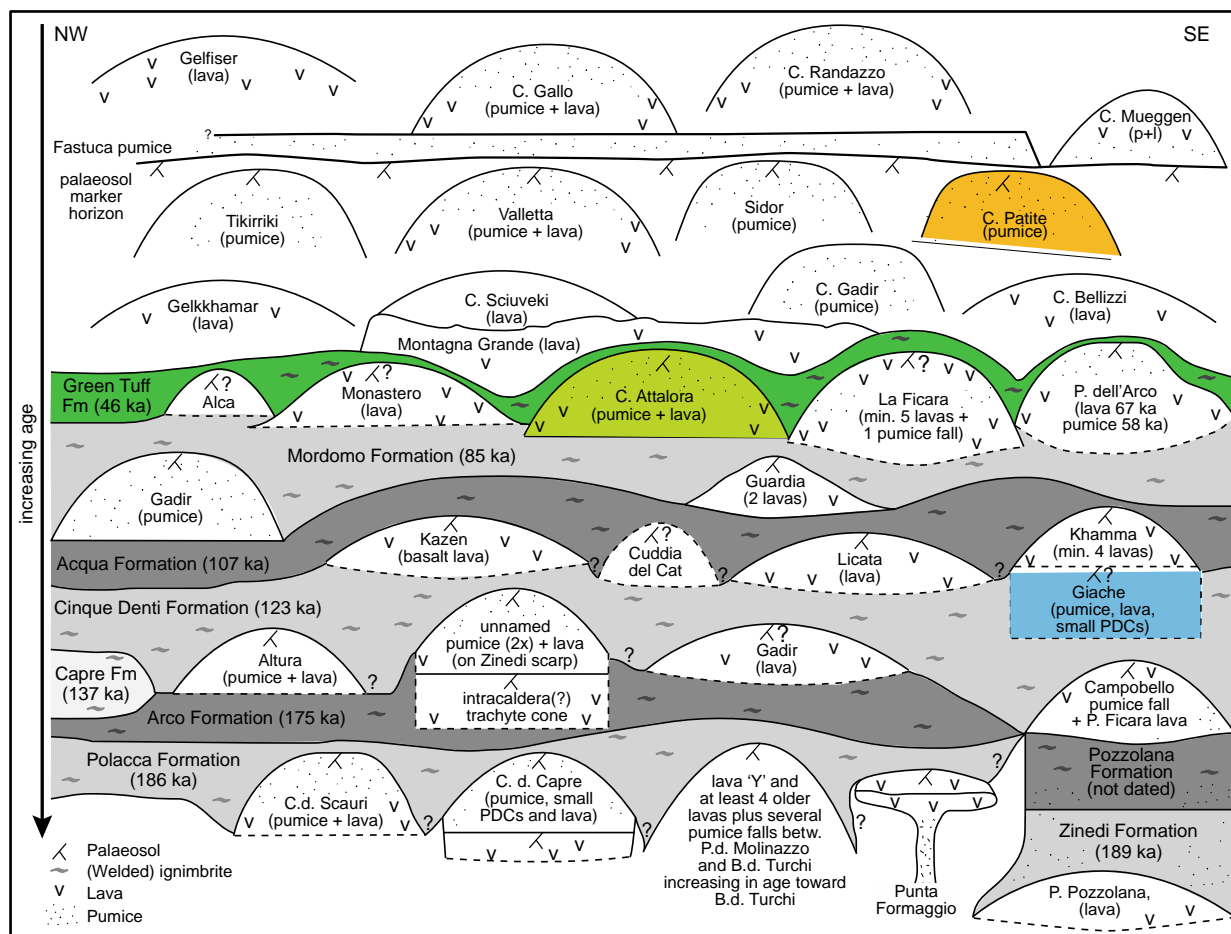 NW
SE
Gelfiser
(lava)
C. Gallo
(pumice + lava)
C. Randazzo
(pumice + lava)
C. Mueggen
(p+l)
?
Fastuca pumice
palaeosol
marker
horizon
Tikirriki
(pumice)
Valletta
(pumice + lava)
Sidor
(pumice)
C. Patite
(pumice)
Gelkkhamar
(lava)
C. Sciuveki
(lava)
C. Gadir
(pumice)
C. Bellizzi
(lava)
Montagna Grande (lava)
Green Tuff
Fm (46 ka)
?
Alca
?
Monastero
(lava)
C. Attalora
(pumice + lava)
?
La Ficara
(min. 5 lavas +
1 pumice fall)
P. dell'Arco
(lava 67 ka
pumice 58 ka)
Mordomo Formation (85 ka)
Gadir
(pumice)
Guardia
(2 lavas)
Acqua Formation (107 ka)
Kazen
(basalt lava)
?
?
Cuddia
del Cat
?
Licata
(lava)
?
Khamma
(min. 4 lavas)
?
Giache
(pumice, lava,
small PDCs)
Cinque Denti Formation (123 ka)
Capre Fm
(137 ka)
Altura
(pumice + lava)
?
unnamed
pumice (2x) + lava
(on Zinedi scarp)
intracaldera(?)
trachyte cone
?
?
Gadir
(lava)
Campobello
pumice fall
+ P. Ficara lava
Arco Formation (175 ka)
Polacca Formation
(186 ka)
C.d. Scauri
(pumice + lava)
?
C. d. Capre
(pumice, small
PDCs and lava)
?
lava 'Y' and
at least 4 older
lavas plus several
pumice falls betw.
P.d. Molinazzo
and B.d. Turchi
increasing in age toward
B.d. Turchi
?
?
Punta
Formaggio
Pozzolana
Formation
(not dated)
Zinedi Formation
(189 ka)
P. Pozzolana,
(lava)
increasing age
Palaeosol
(Welded) ignimbrite
v Lava
Pumice